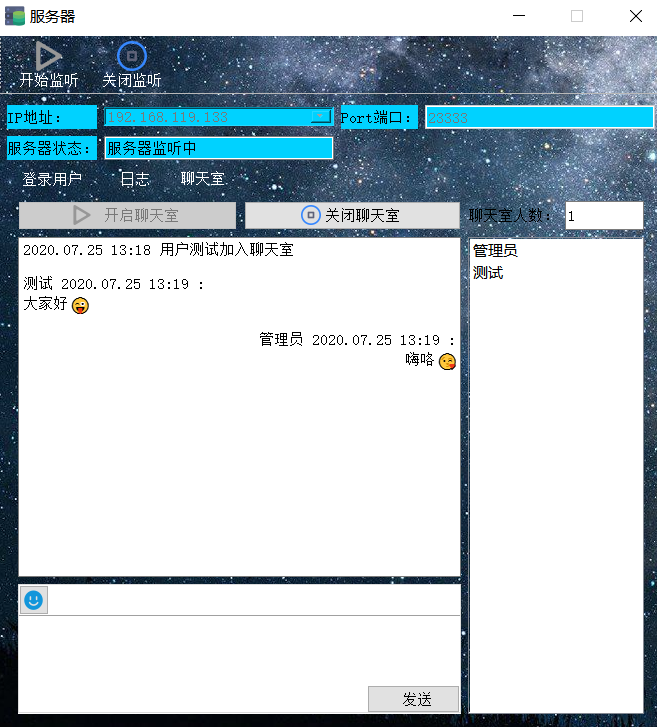 服务器
开始监听 关闭监听
IP地址： 192.168.119.133 Port端口： 23333
服务器状态： 服务器监听中
登录用户 日志 聊天室
开启聊天室 关闭聊天室 聊天室人数： 1
2020.07.25 13:18 用户测试加入聊天室
测试 2020.07.25 13:19 :
大家好 😜
管理员 2020.07.25 13:19 :
嗨咯 😘
管理员
测试
发送